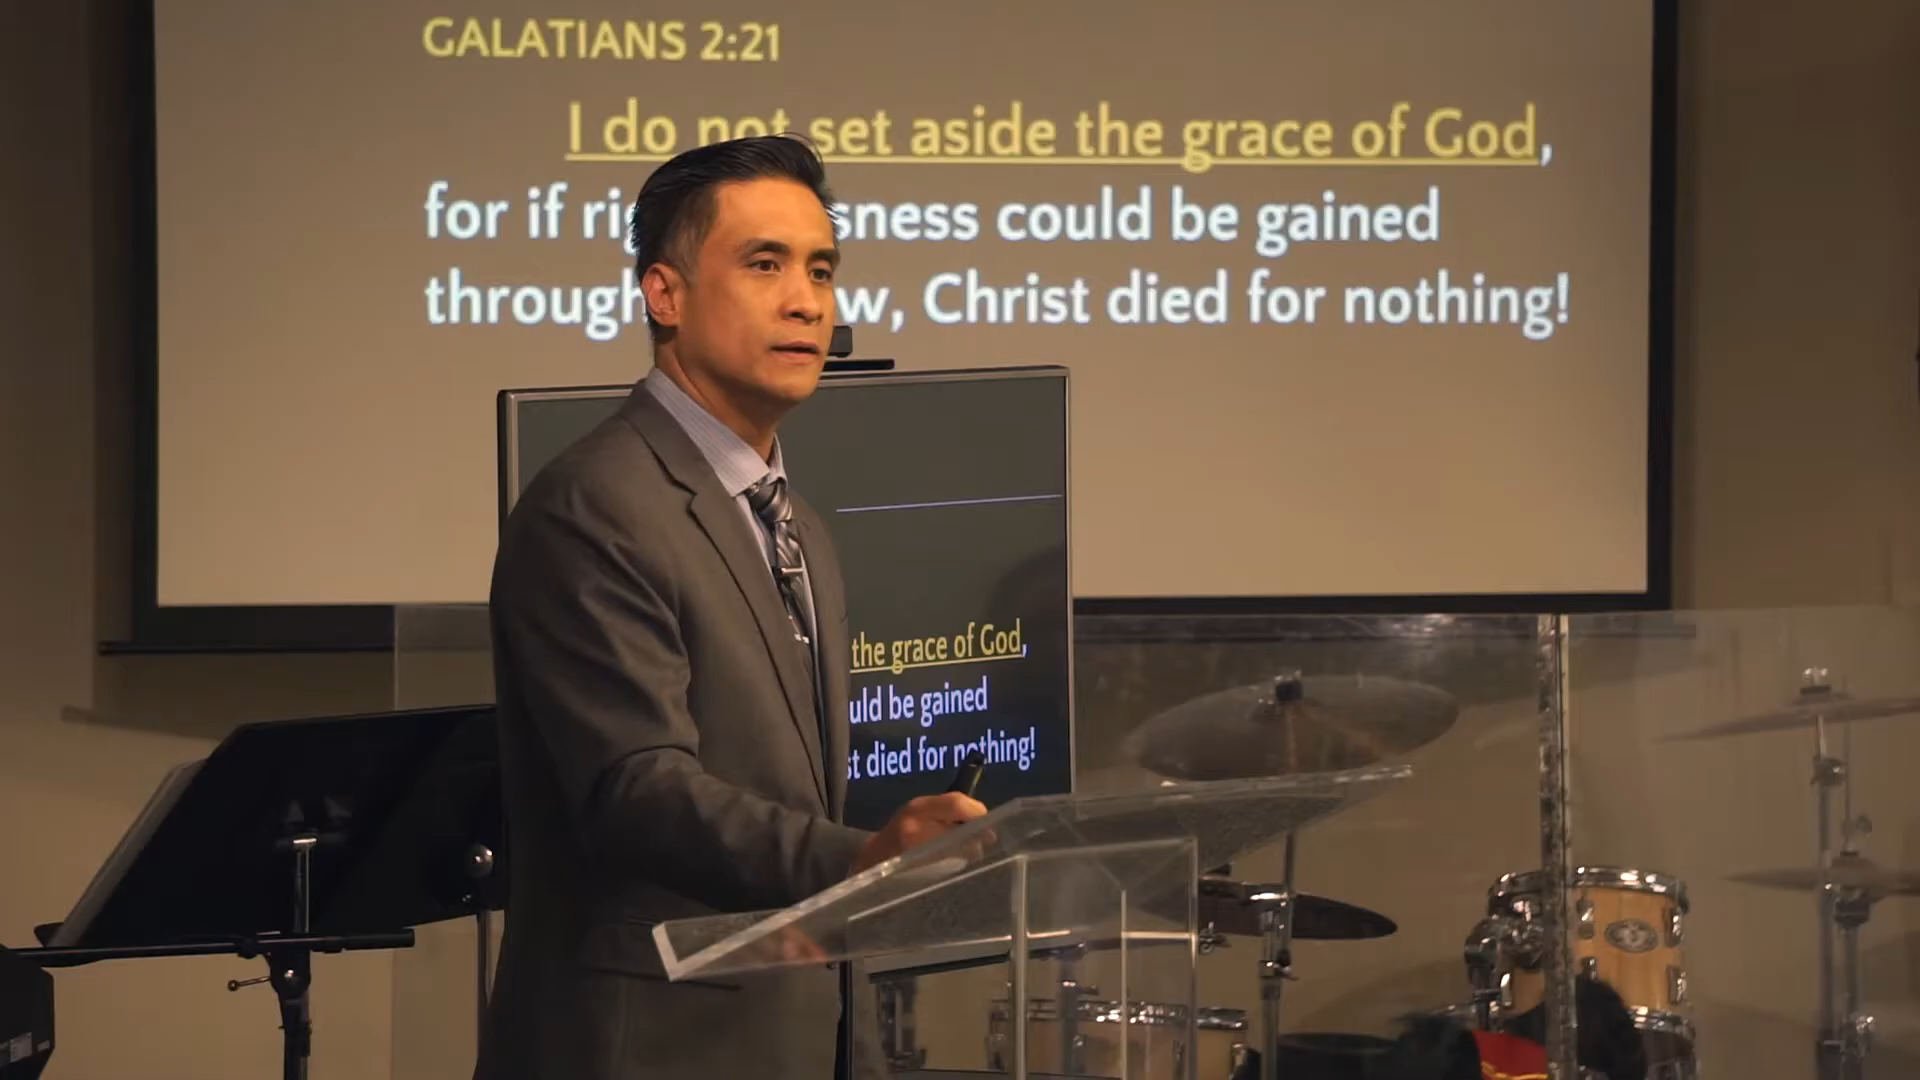 GALATIANS 2:21
I do not set aside the grace of God,
for if ri sness could be gained
through w, Christ died for nothing!
the grace of God,
uld be gained
st died for nothing!